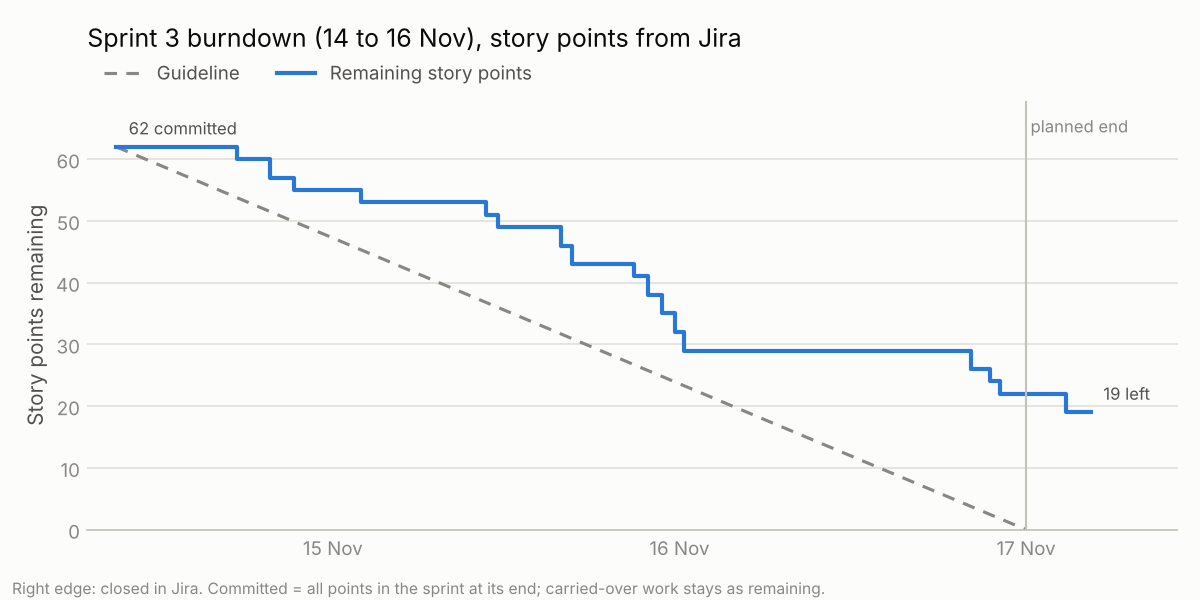 Sprint 3 burndown (14 to 16 Nov), story points from Jira
Guideline
Remaining story points
62 committed
planned end
19 left
Story points remaining
60
50
40
30
20
10
0
15 Nov
16 Nov
17 Nov
Right edge: closed in Jira. Committed = all points in the sprint at its end; carried-over work stays as remaining.